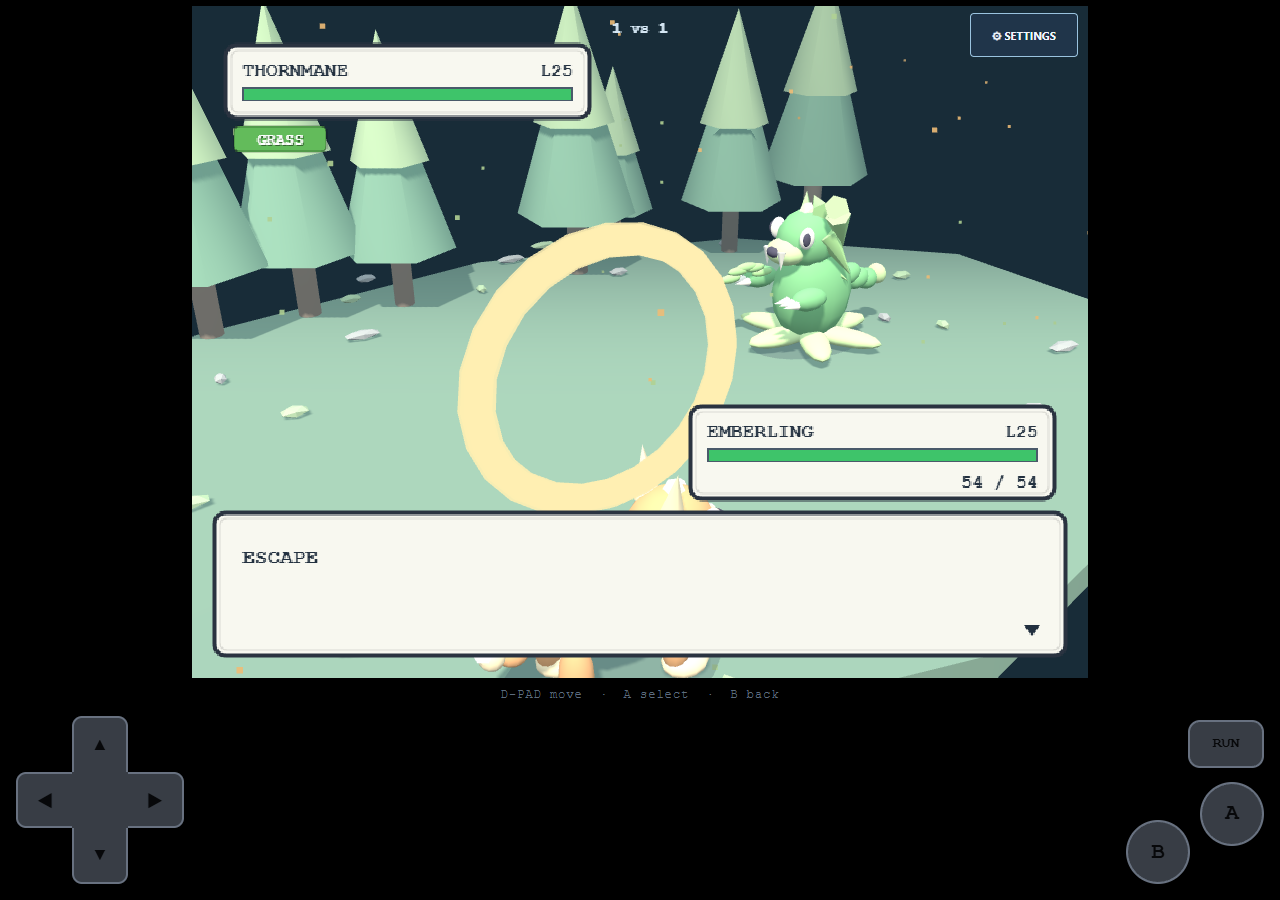 1 vs 1
⚙ SETTINGS
THORNMANE L25
GRASS
EMBERLING L25
54 / 54
ESCAPE
D-PAD move · A select · B back
RUN
A
B